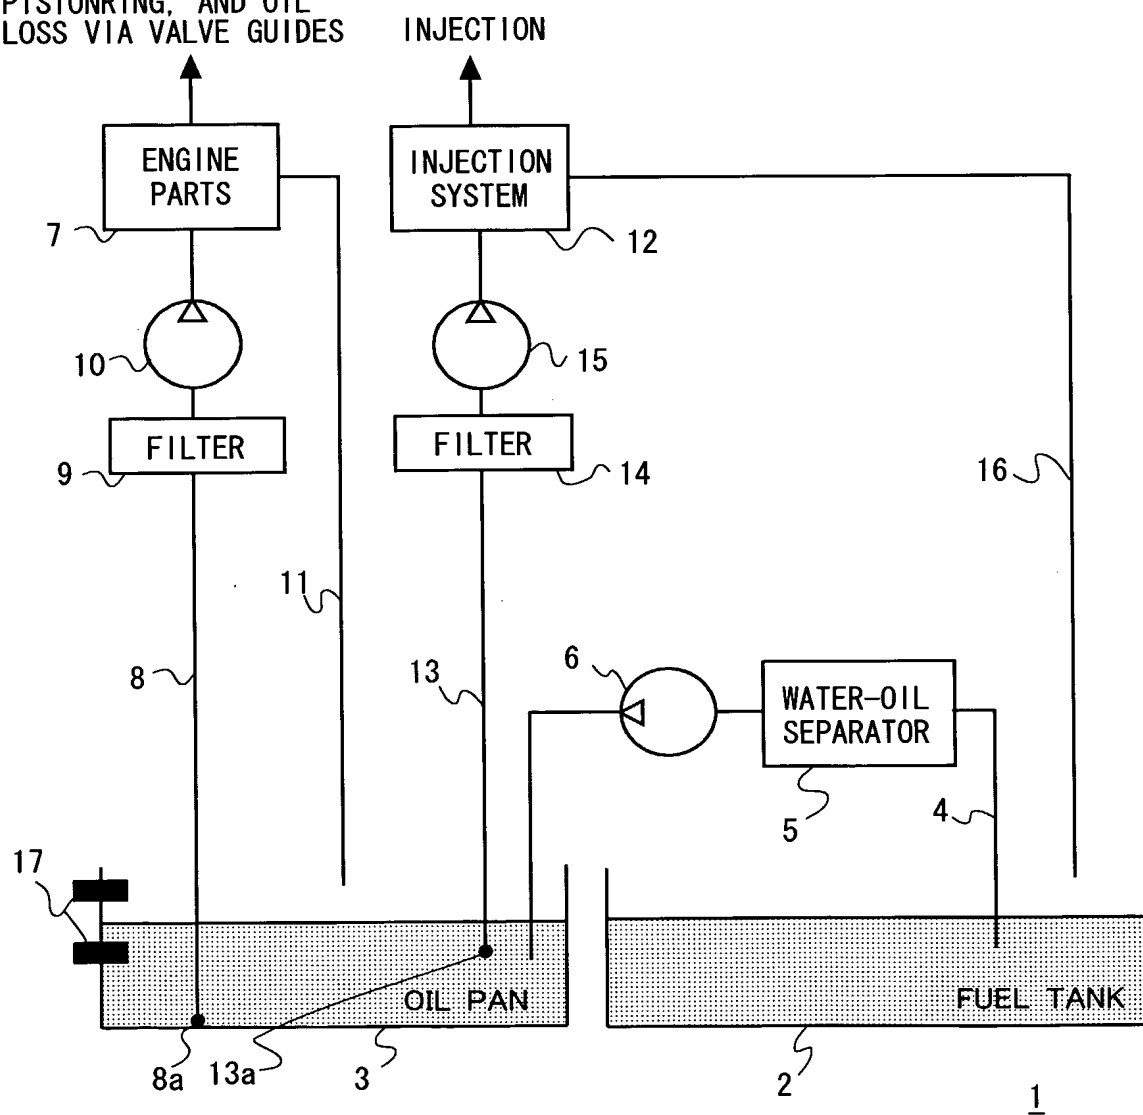 PISTONRING, AND OIL
LOSS VIA VALVE GUIDES
INJECTION
ENGINE
PARTS
INJECTION
SYSTEM
7
12
10
15
FILTER
FILTER
9
14
16
11
8
13
6
WATER-OIL
SEPARATOR
5
4
17
OIL PAN
FUEL TANK
8a
13a
3
2
1